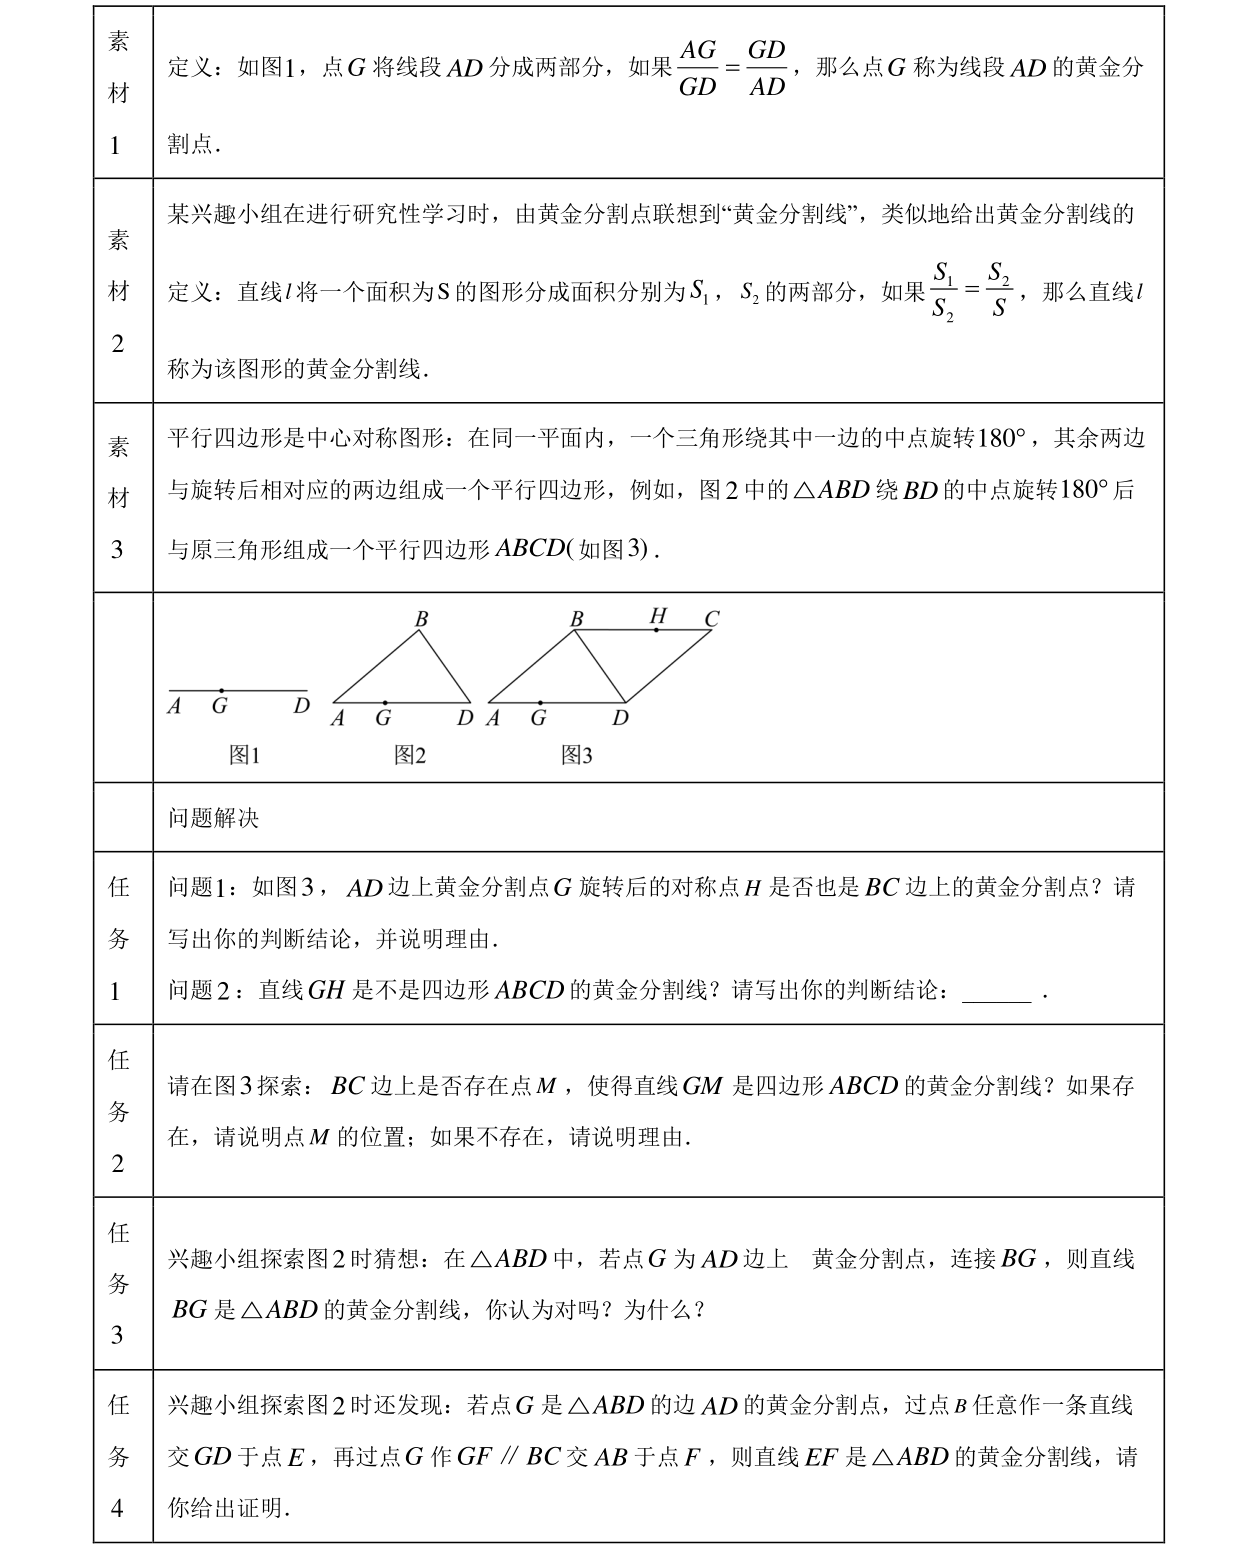 素
材
1
定义：如图1，点G将线段AD分成两部分，如果AG/GD=GD/AD，那么点G称为线段AD的黄金分
割点．
素
材
2
某兴趣小组在进行研究性学习时，由黄金分割点联想到“黄金分割线”，类似地给出黄金分割线的
定义：直线l将一个面积为S的图形分成面积分别为S₁，S₂的两部分，如果S₁/S₂=S₂/S，那么直线l
称为该图形的黄金分割线．
素
材
3
平行四边形是中心对称图形：在同一平面内，一个三角形绕其中一边的中点旋转180°，其余两边
与旋转后相对应的两边组成一个平行四边形，例如，图2中的△ABD绕BD的中点旋转180°后
与原三角形组成一个平行四边形ABCD(如图3)．
A G D
图1
B
A G D
图2
B H C
A G D
图3
问题解决
任
务
1
问题1：如图3，AD边上黄金分割点G旋转后的对称点H是否也是BC边上的黄金分割点？请
写出你的判断结论，并说明理由．
问题2：直线GH是不是四边形ABCD的黄金分割线？请写出你的判断结论：______．
任
务
2
请在图3探索：BC边上是否存在点M，使得直线GM是四边形ABCD的黄金分割线？如果存
在，请说明点M的位置；如果不存在，请说明理由．
任
务
3
兴趣小组探索图2时猜想：在△ABD中，若点G为AD边上　黄金分割点，连接BG，则直线
BG是△ABD的黄金分割线，你认为对吗？为什么？
任
务
4
兴趣小组探索图2时还发现：若点G是△ABD的边AD的黄金分割点，过点B任意作一条直线
交GD于点E，再过点G作GF∥BC交AB于点F，则直线EF是△ABD的黄金分割线，请
你给出证明．